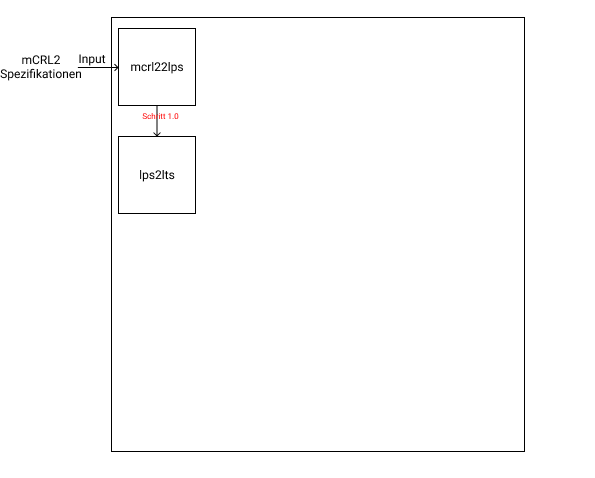 mCRL2
Spezifikationen
Input
mcrl22lps
Schritt 1.0
lps2lts